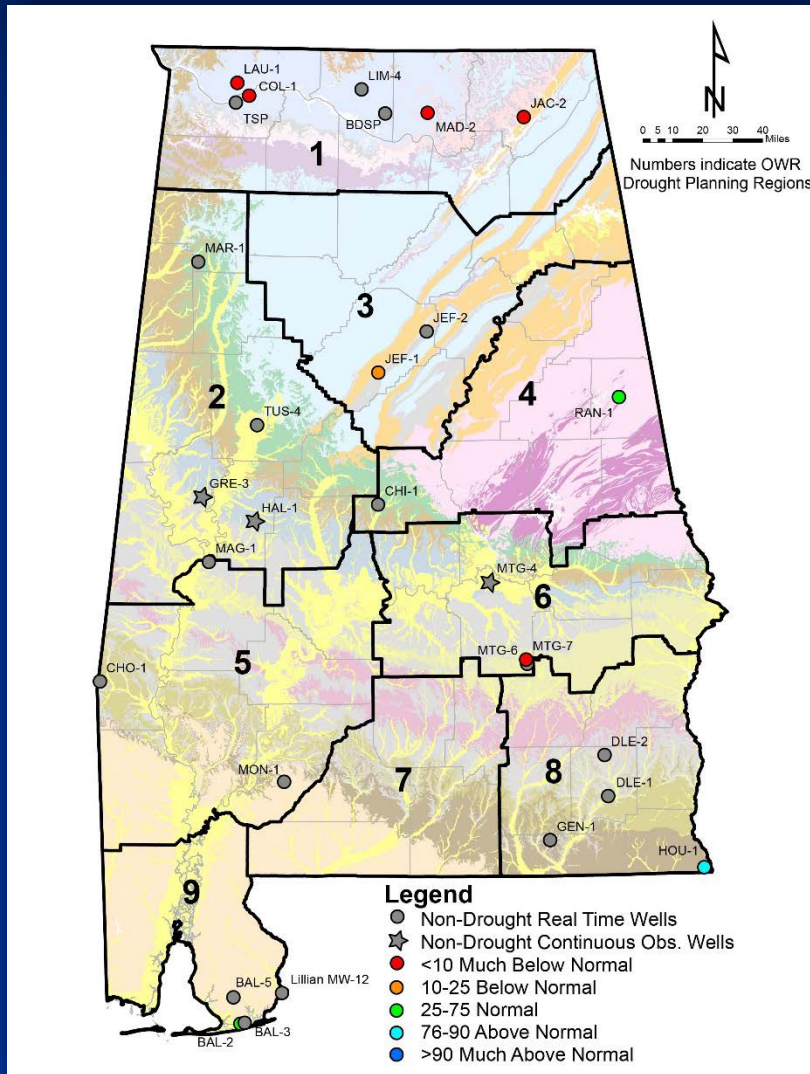 LAU-1
COL-1
TSP
LIM-4
BDSP
MAD-2
JAC-2
N
0 5 10 20 30 40
Miles
Numbers indicate OWR
Drought Planning Regions
1
MAR-1
3
JEF-2
JEF-1
2
4
RAN-1
TUS-4
GRE-3
HAL-1
CHI-1
MAG-1
MTG-4
6
MTG-6
MTG-7
5
CHO-1
MON-1
7
8
DLE-2
DLE-1
GEN-1
HOU-1
9
BAL-5
Lillian MW-12
BAL-2
BAL-3
Legend
Non-Drought Real Time Wells
Non-Drought Continuous Obs. Wells
<10 Much Below Normal
10-25 Below Normal
25-75 Normal
76-90 Above Normal
>90 Much Above Normal